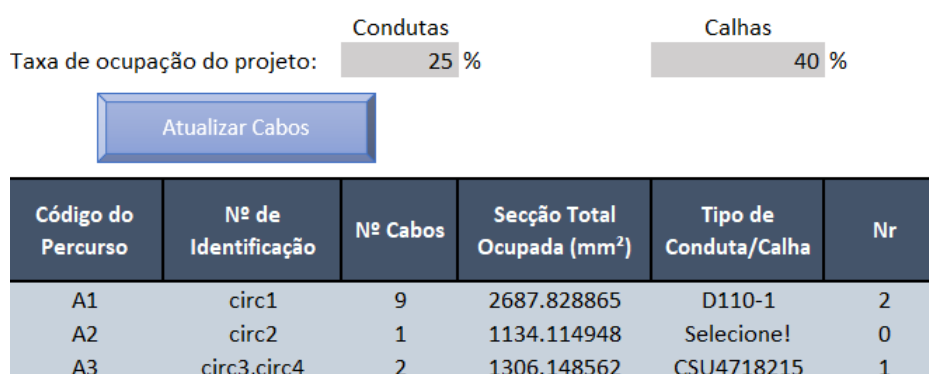 Condutas Calhas
Taxa de ocupação do projeto: 25 % 40 %
Atualizar Cabos
Código do Percurso Nº de Identificação Nº Cabos Secção Total Ocupada (mm²) Tipo de Conduta/Calha Nr
A1 circ1 9 2687.828865 D110-1 2
A2 circ2 1 1134.114948 Selecione! 0
A3 circ3,circ4 2 1306.148562 CSU4718215 1